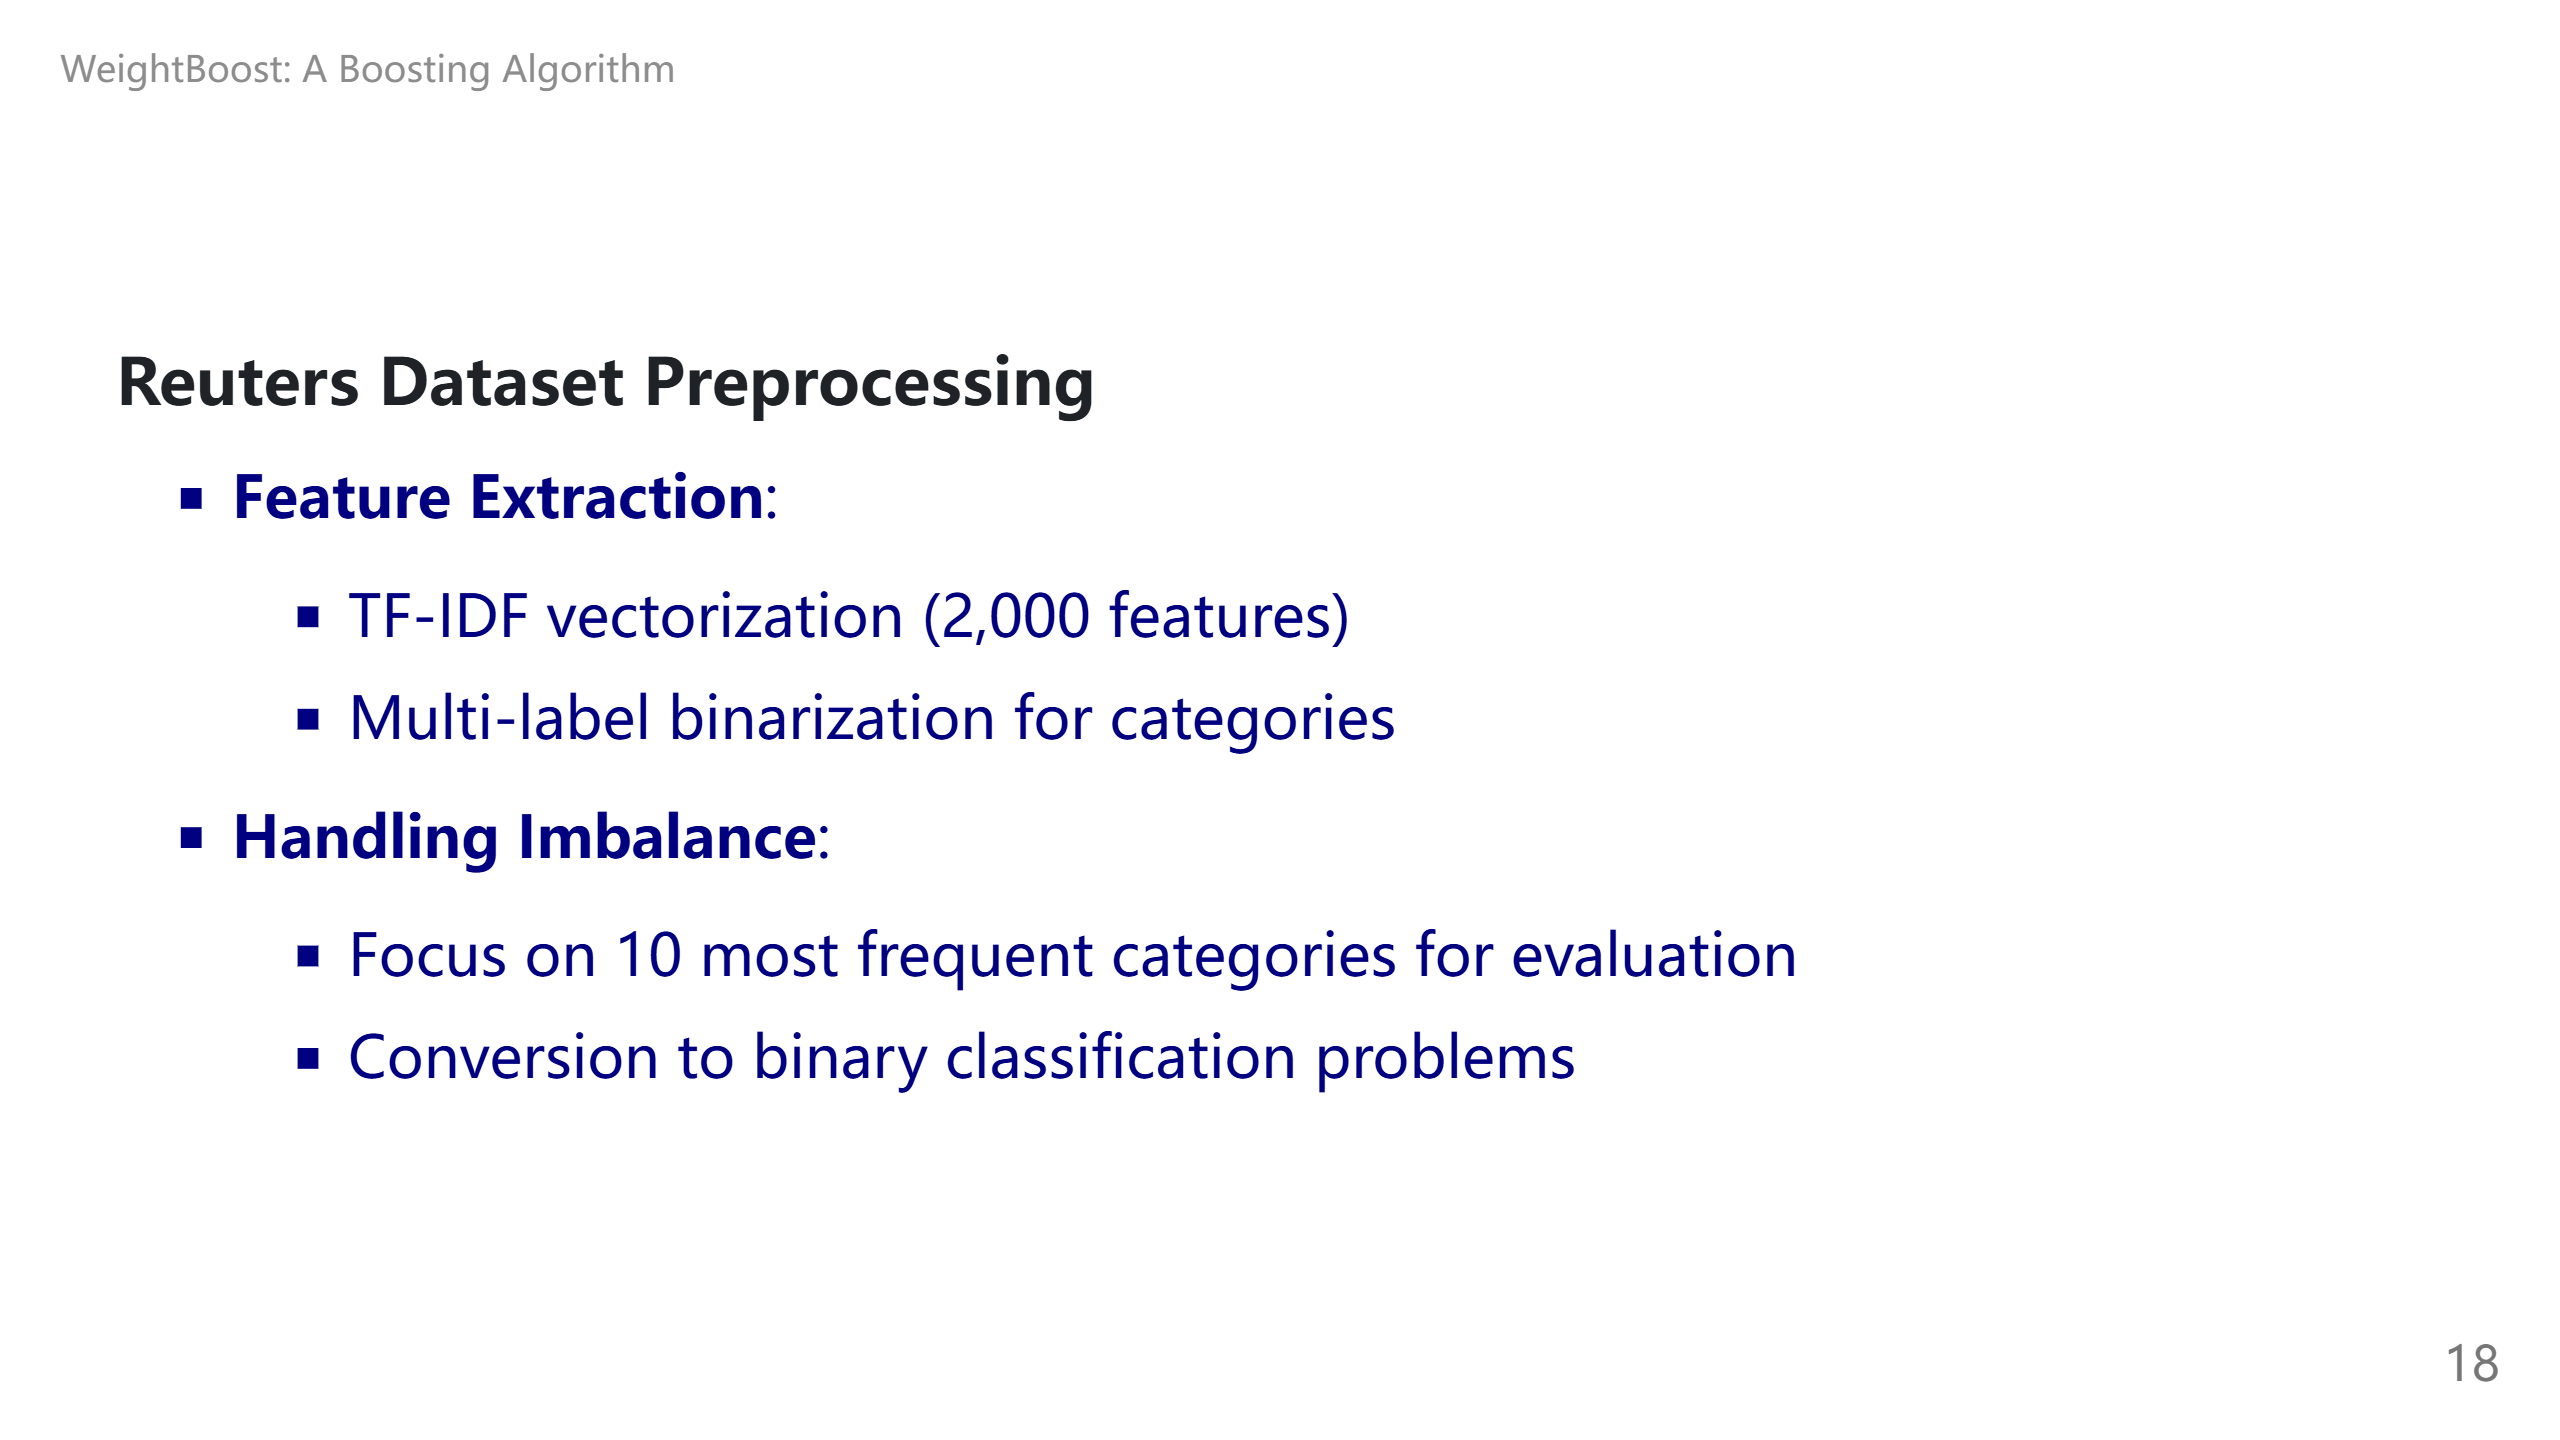 WeightBoost: A Boosting Algorithm
Reuters Dataset Preprocessing
Feature Extraction:
TF-IDF vectorization (2,000 features)
Multi-label binarization for categories
Handling Imbalance:
Focus on 10 most frequent categories for evaluation
Conversion to binary classification problems
18